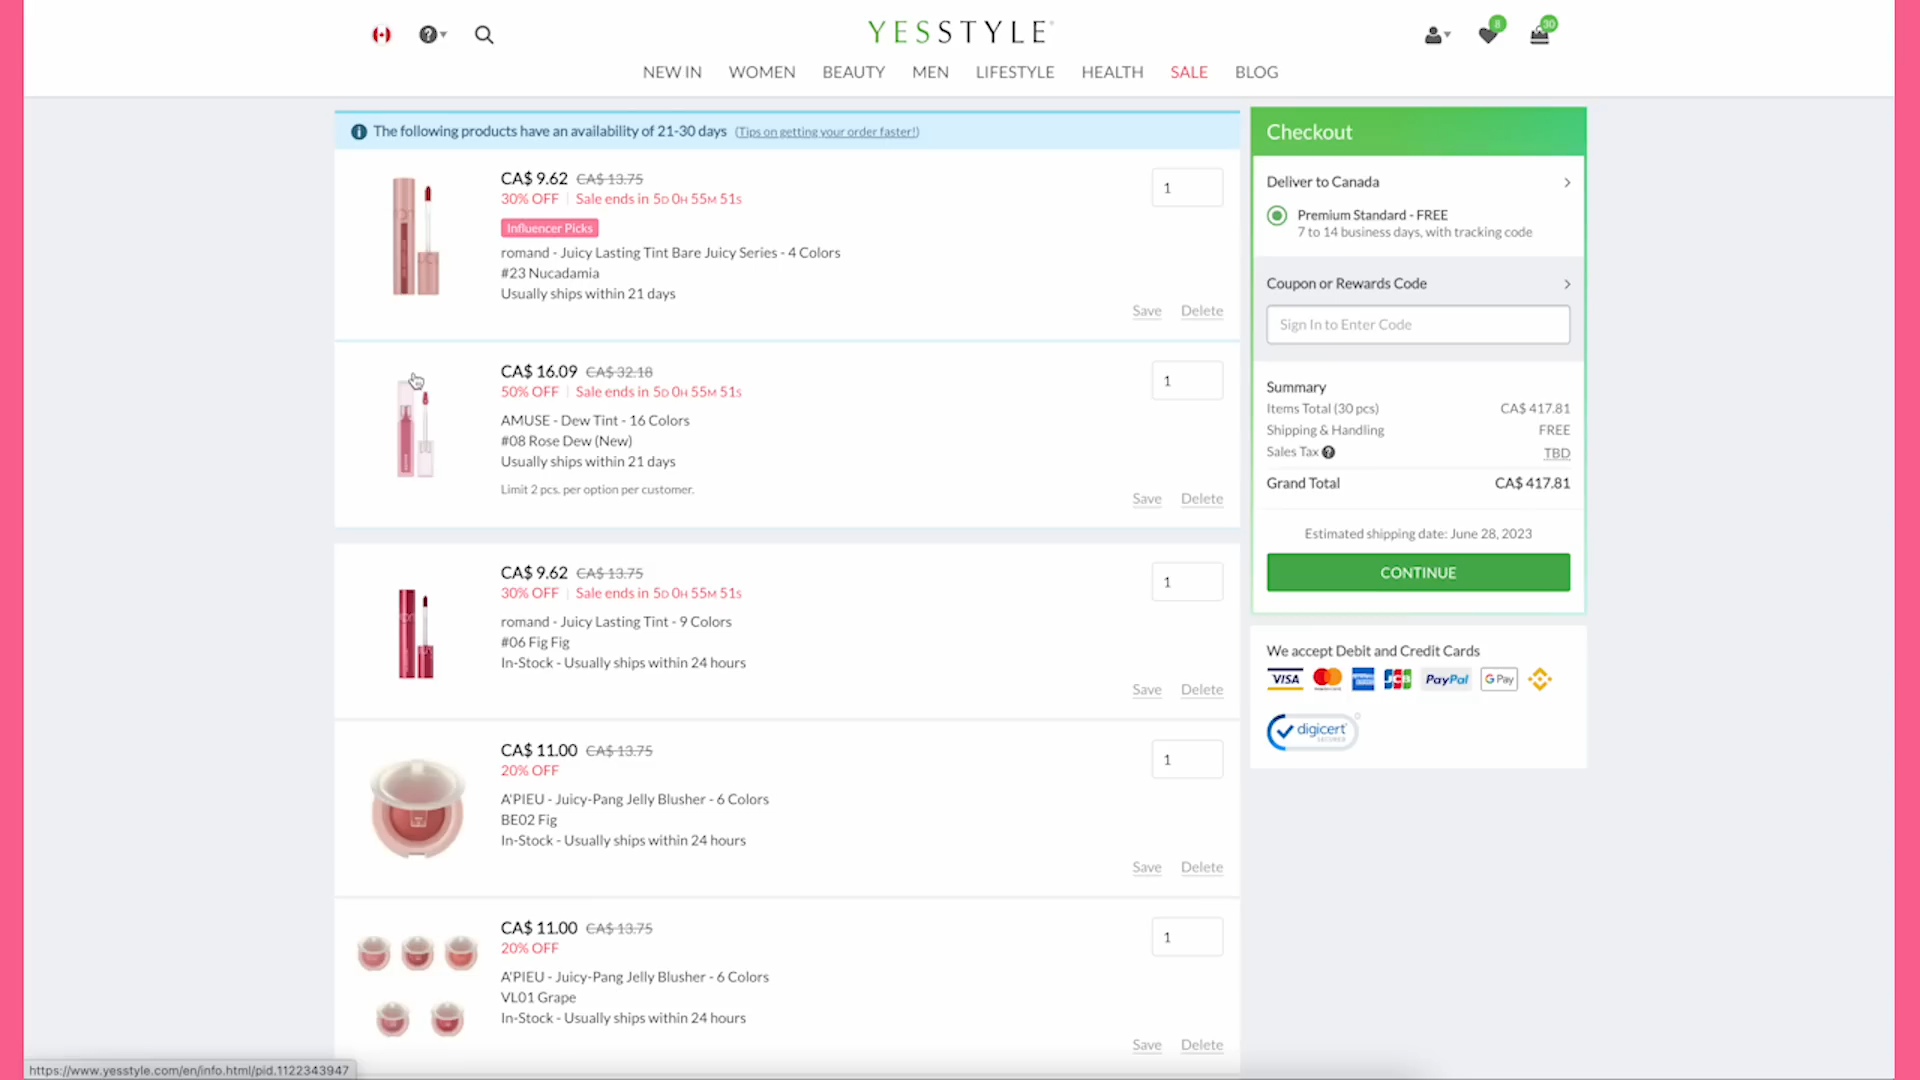 YESSTYLE
8
30
NEW IN WOMEN BEAUTY MEN LIFESTYLE HEALTH SALE BLOG
The following products have an availability of 21-30 days (Tips on getting your order faster!)
CA$ 9.62 CA$ 13.75
30% OFF | Sale ends in 5D 0H 55M 51S
Influencer Picks
romand - Juicy Lasting Tint Bare Juicy Series - 4 Colors
#23 Nucadamia
Usually ships within 21 days
1
Save Delete
CA$ 16.09 CA$ 32.18
50% OFF | Sale ends in 5D 0H 55M 51S
AMUSE - Dew Tint - 16 Colors
#08 Rose Dew (New)
Usually ships within 21 days
Limit 2 pcs. per option per customer.
1
Save Delete
CA$ 9.62 CA$ 13.75
30% OFF | Sale ends in 5D 0H 55M 51S
romand - Juicy Lasting Tint - 9 Colors
#06 Fig Fig
In-Stock - Usually ships within 24 hours
1
Save Delete
CA$ 11.00 CA$ 13.75
20% OFF
A'PIEU - Juicy-Pang Jelly Blusher - 6 Colors
BE02 Fig
In-Stock - Usually ships within 24 hours
1
Save Delete
CA$ 11.00 CA$ 13.75
20% OFF
A'PIEU - Juicy-Pang Jelly Blusher - 6 Colors
VL01 Grape
In-Stock - Usually ships within 24 hours
1
Save Delete
Checkout
Deliver to Canada
Premium Standard - FREE
7 to 14 business days, with tracking code
Coupon or Rewards Code
Sign In to Enter Code
Summary
Items Total (30 pcs) CA$ 417.81
Shipping & Handling FREE
Sales Tax ? TBD
Grand Total CA$ 417.81
Estimated shipping date: June 28, 2023
CONTINUE
We accept Debit and Credit Cards
VISA JCB PayPal G Pay
digicert
SECURED
https://www.yesstyle.com/en/info.html/pid.1122343947